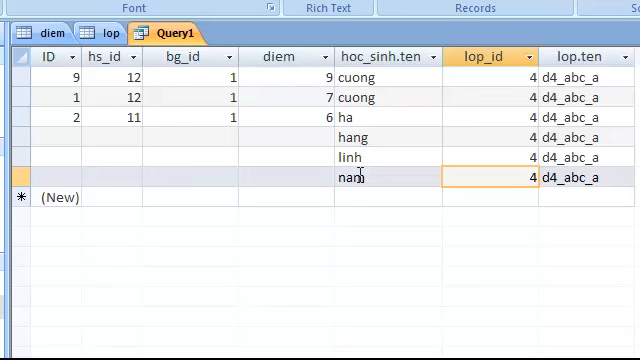 Font Rich Text Records
diem lop Query1
ID hs_id bg_id diem hoc_sinh.ten lop_id lop.ten
9 12 1 9 cuong 4 d4_abc_a
1 12 1 7 cuong 4 d4_abc_a
2 11 1 6 ha 4 d4_abc_a
hang 4 d4_abc_a
linh 4 d4_abc_a
nam 4 d4_abc_a
(New)